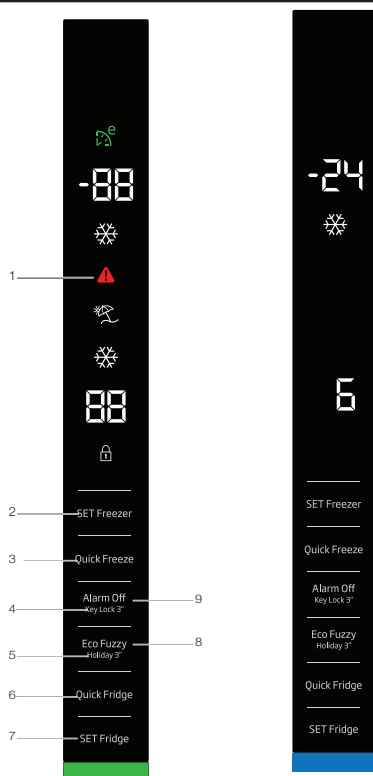 e
-88
1
88
2
SET Freezer
3
Quick Freeze
Alarm Off
9
4
Key Lock 3"
Eco Fuzzy
8
5
Holiday 3"
6
Quick Fridge
7
SET Fridge
-24
6
SET Freezer
Quick Freeze
Alarm Off
Key Lock 3"
Eco Fuzzy
Holiday 3"
Quick Fridge
SET Fridge